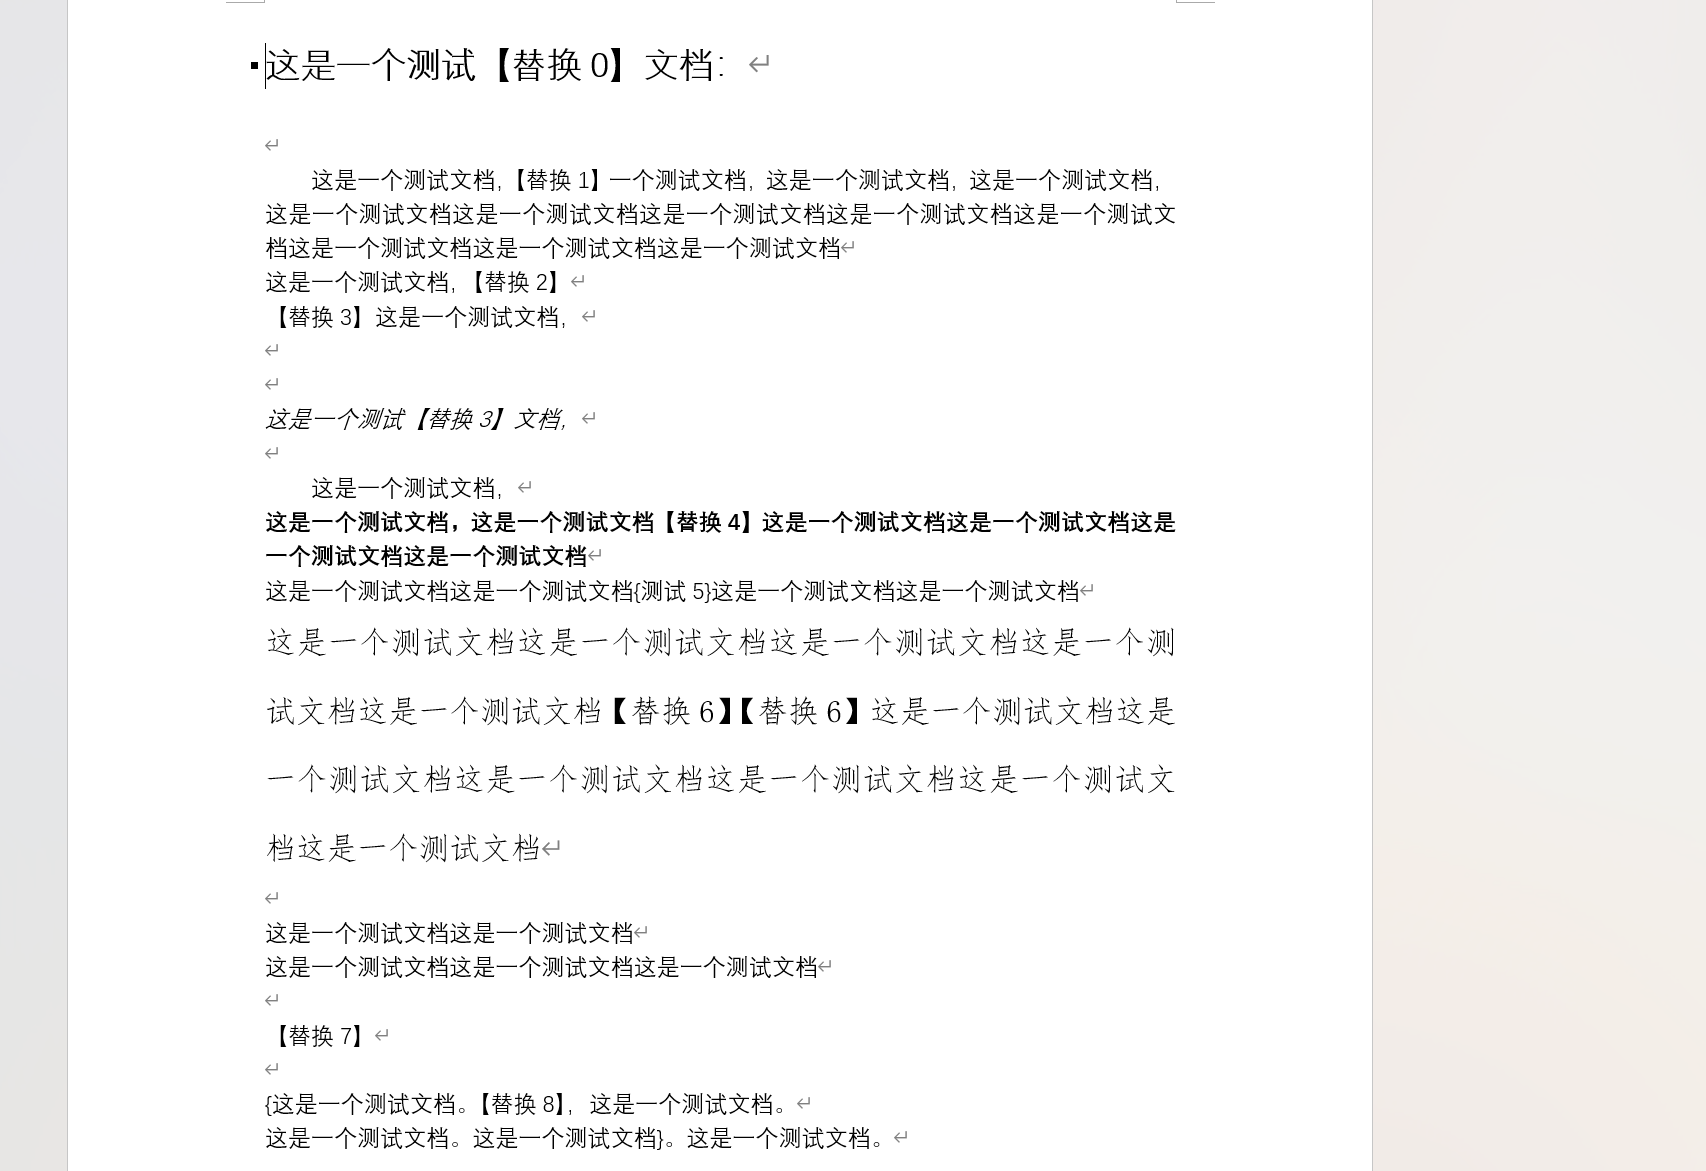 这是一个测试【替换 0】文档：
这是一个测试文档，【替换 1】一个测试文档，这是一个测试文档，这是一个测试文档，
这是一个测试文档这是一个测试文档这是一个测试文档这是一个测试文档这是一个测试文
档这是一个测试文档这是一个测试文档这是一个测试文档
这是一个测试文档，【替换 2】
【替换 3】这是一个测试文档，
这是一个测试【替换 3】文档，
这是一个测试文档，
这是一个测试文档，这是一个测试文档【替换 4】这是一个测试文档这是一个测试文档这是
一个测试文档这是一个测试文档
这是一个测试文档这是一个测试文档{测试 5}这是一个测试文档这是一个测试文档
这是一个测试文档这是一个测试文档这是一个测试文档这是一个测
试文档这是一个测试文档【替换 6】【替换 6】这是一个测试文档这是
一个测试文档这是一个测试文档这是一个测试文档这是一个测试文
档这是一个测试文档
这是一个测试文档这是一个测试文档
这是一个测试文档这是一个测试文档这是一个测试文档
【替换 7】
{这是一个测试文档。【替换 8】，这是一个测试文档。
这是一个测试文档。这是一个测试文档}。这是一个测试文档。